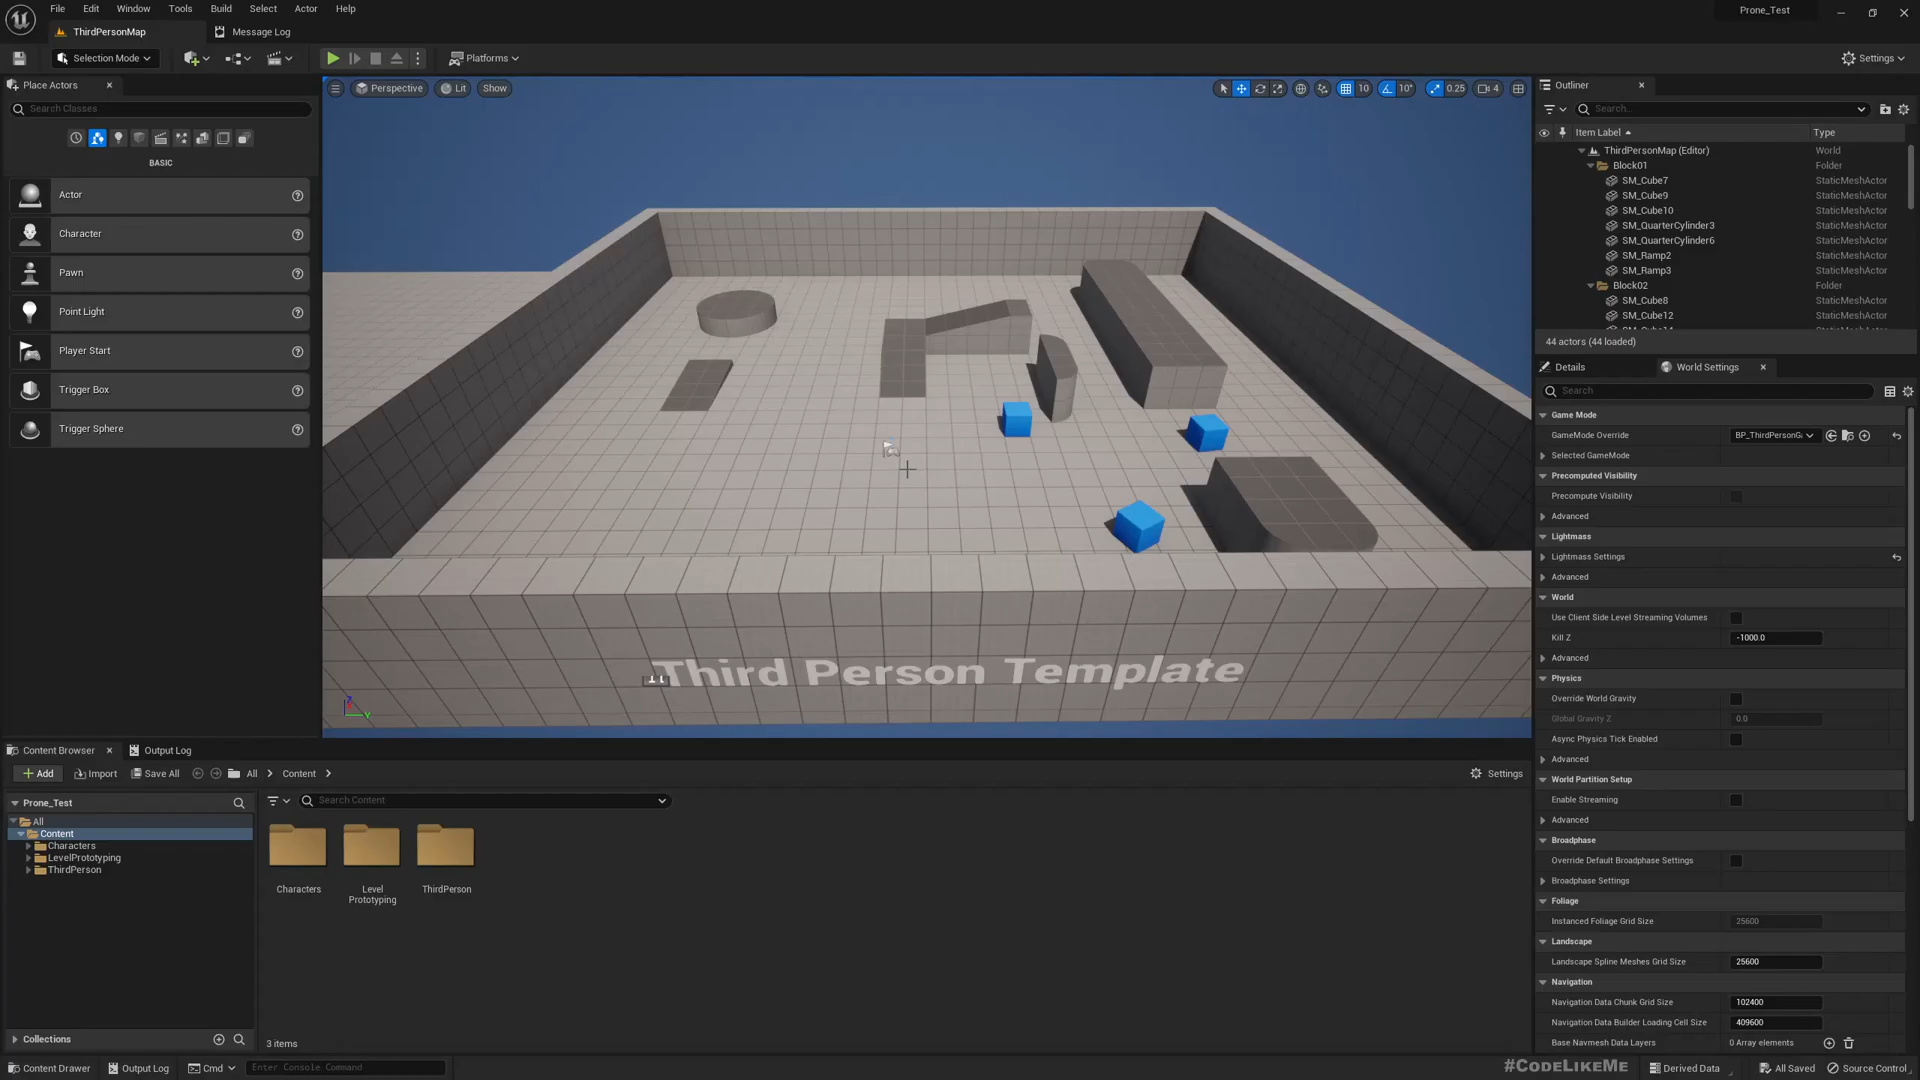 File Edit Window Tools Build Select Actor Help
Prone_Test
ThirdPersonMap
Message Log
Selection Mode
Platforms
Settings
Place Actors
Search Classes
BASIC
Actor
Character
Pawn
Point Light
Player Start
Trigger Box
Trigger Sphere
Perspective Lit Show
10 10° 0.25 4
Third Person Template
Z
Y
Outliner
Search...
Item Label Type
ThirdPersonMap (Editor) World
Block01 Folder
SM_Cube7 StaticMeshActor
SM_Cube9 StaticMeshActor
SM_Cube10 StaticMeshActor
SM_QuarterCylinder3 StaticMeshActor
SM_QuarterCylinder6 StaticMeshActor
SM_Ramp2 StaticMeshActor
SM_Ramp3 StaticMeshActor
Block02 Folder
SM_Cube8 StaticMeshActor
SM_Cube12 StaticMeshActor
44 actors (44 loaded)
Details
World Settings
Search
Game Mode
GameMode Override BP_ThirdPersonGa
Selected GameMode
Precomputed Visibility
Precompute Visibility
Advanced
Lightmass
Lightmass Settings
Advanced
World
Use Client Side Level Streaming Volumes
Kill Z -1000.0
Advanced
Physics
Override World Gravity
Global Gravity Z 0.0
Async Physics Tick Enabled
Advanced
World Partition Setup
Enable Streaming
Advanced
Broadphase
Override Default Broadphase Settings
Broadphase Settings
Foliage
Instanced Foliage Grid Size 25600
Landscape
Landscape Spline Meshes Grid Size 25600
Navigation
Navigation Data Chunk Grid Size 102400
Navigation Data Builder Loading Cell Size 409600
Base Navmesh Data Layers 0 Array elements
Content Browser
Output Log
Add Import Save All All Content
Settings
Prone_Test
Search Content
All
Content
Characters
LevelPrototyping
ThirdPerson
Characters
Level
Prototyping
ThirdPerson
Collections
3 items
Content Drawer Output Log Cmd Enter Console Command
#CodeLikeMe
Derived Data All Saved Source Control